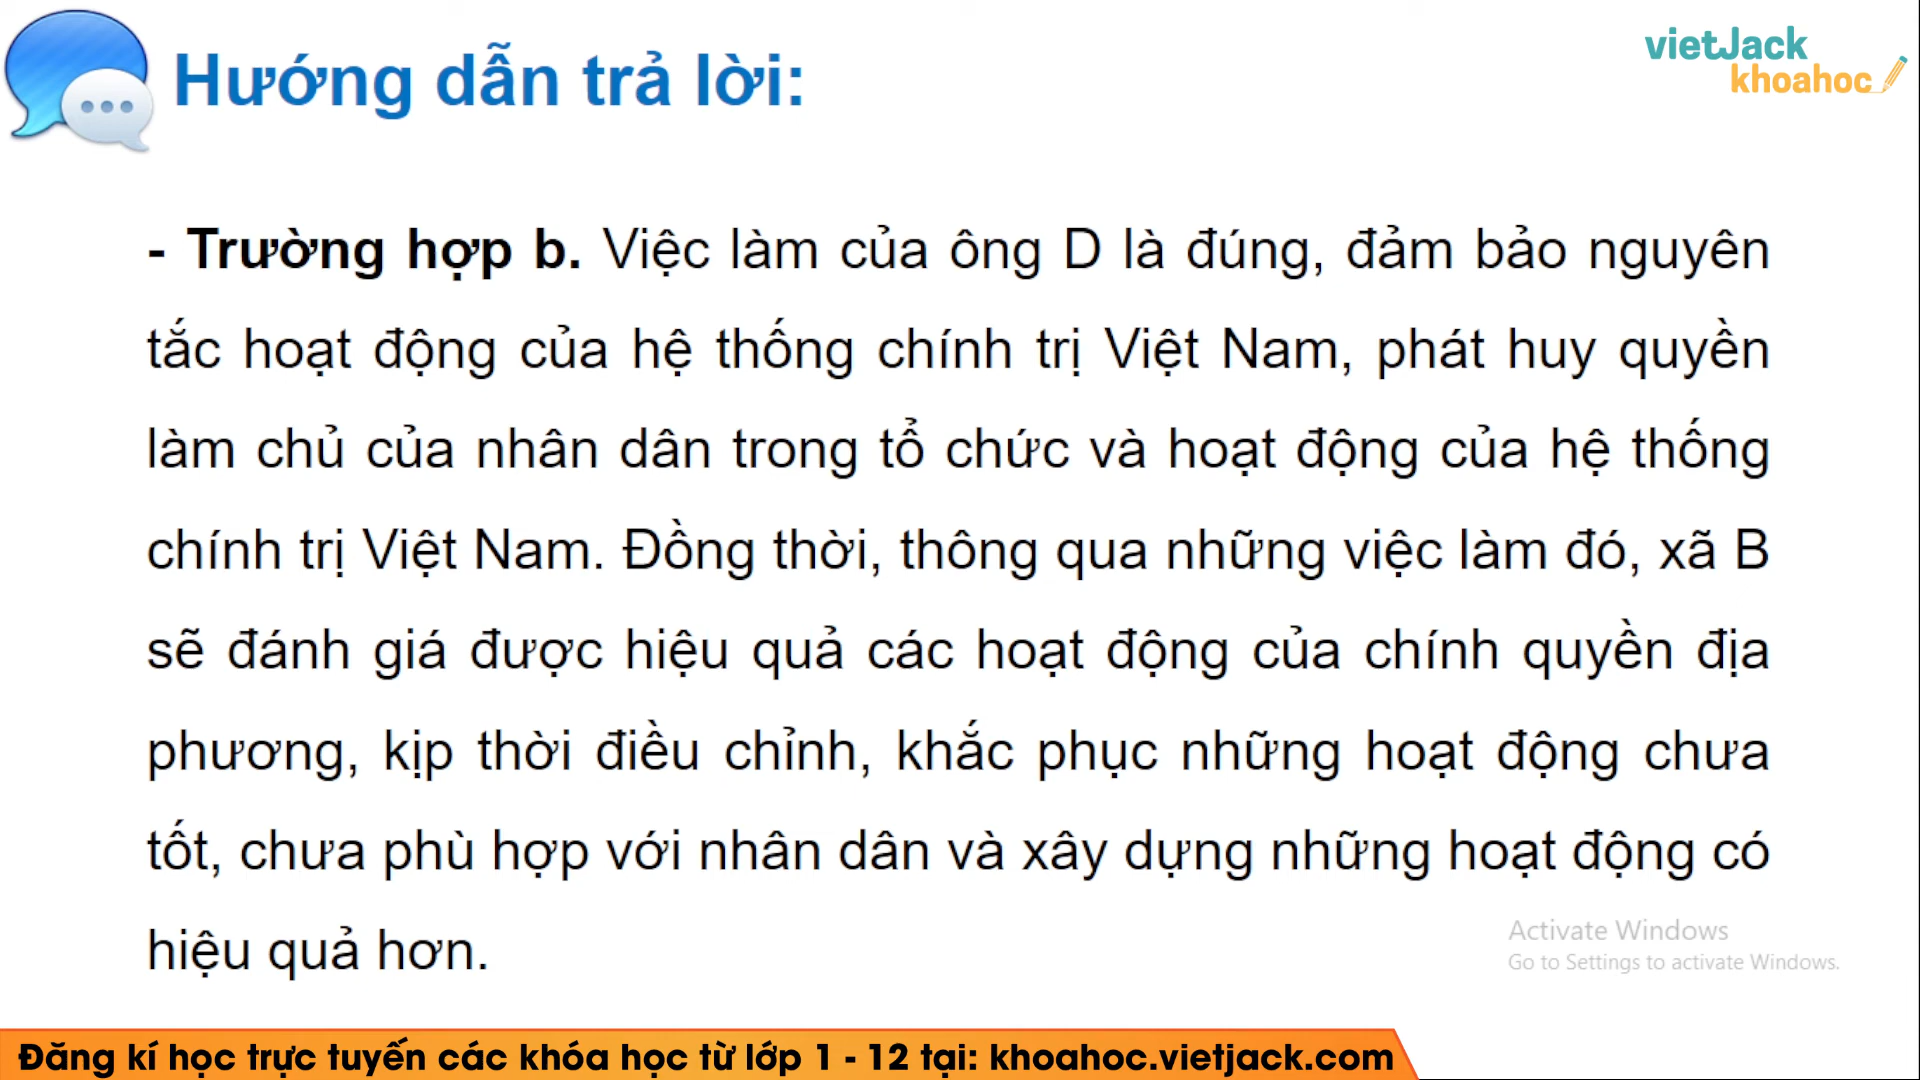 Hướng dẫn trả lời:
vietJack
khoahoc
- Trường hợp b. Việc làm của ông D là đúng, đảm bảo nguyên
tắc hoạt động của hệ thống chính trị Việt Nam, phát huy quyền
làm chủ của nhân dân trong tổ chức và hoạt động của hệ thống
chính trị Việt Nam. Đồng thời, thông qua những việc làm đó, xã B
sẽ đánh giá được hiệu quả các hoạt động của chính quyền địa
phương, kịp thời điều chỉnh, khắc phục những hoạt động chưa
tốt, chưa phù hợp với nhân dân và xây dựng những hoạt động có
hiệu quả hơn.
Activate Windows
Go to Settings to activate Windows.
Đăng kí học trực tuyến các khóa học từ lớp 1 - 12 tại: khoahoc.vietjack.com